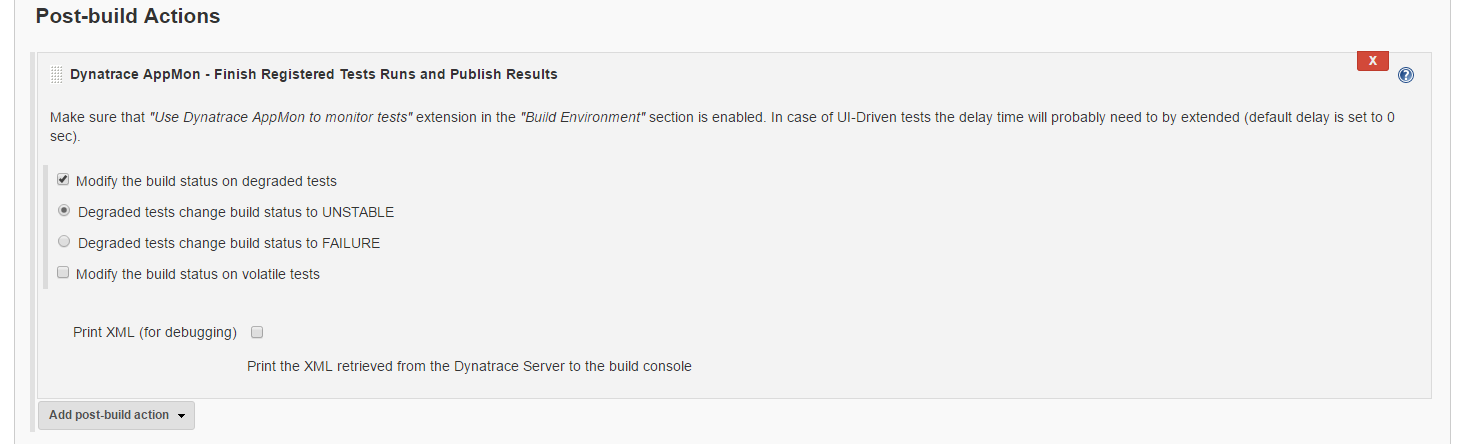 Post-build Actions
Dynatrace AppMon - Finish Registered Tests Runs and Publish Results
X
?
Make sure that "Use Dynatrace AppMon to monitor tests" extension in the "Build Environment" section is enabled. In case of UI-Driven tests the delay time will probably need to by extended (default delay is set to 0
sec).
Modify the build status on degraded tests
Degraded tests change build status to UNSTABLE
Degraded tests change build status to FAILURE
Modify the build status on volatile tests
Print XML (for debugging)
Print the XML retrieved from the Dynatrace Server to the build console
Add post-build action